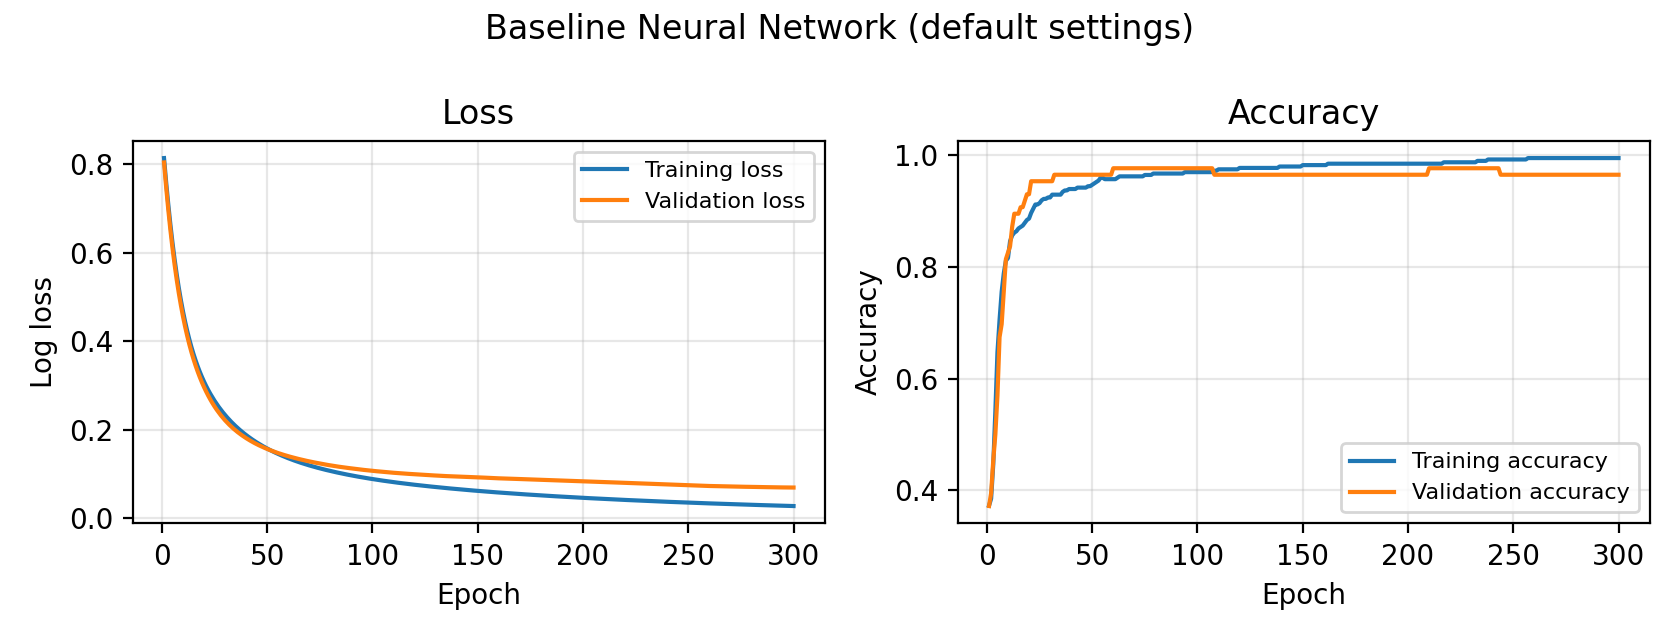 Baseline Neural Network (default settings)
Loss
0.8
0.6
0.4
0.2
0.0
Log loss
Training loss
Validation loss
0 50 100 150 200 250 300
Epoch
Accuracy
1.0
0.8
0.6
0.4
Accuracy
Training accuracy
Validation accuracy
0 50 100 150 200 250 300
Epoch